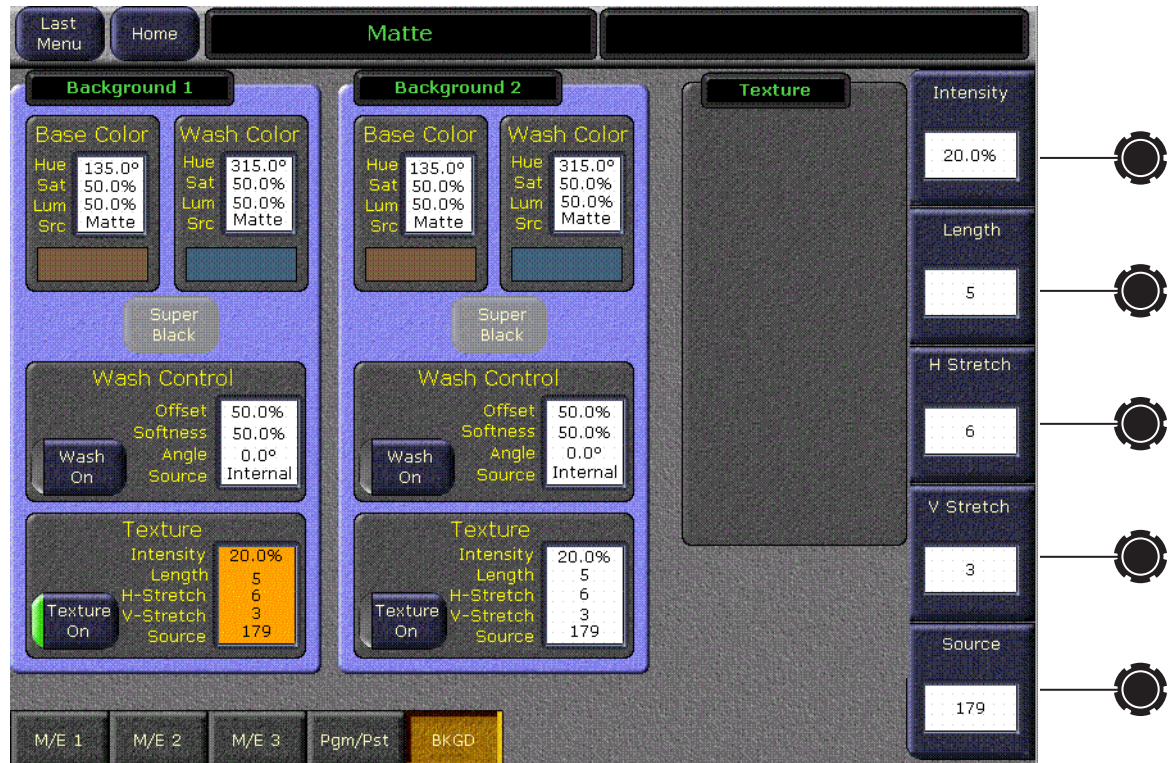 Last Menu
Home
Matte
Background 1
Base Color
Hue 135.0º
Sat 50.0%
Lum 50.0%
Src Matte
Wash Color
Hue 315.0º
Sat 50.0%
Lum 50.0%
Src Matte
Super Black
Wash Control
Offset 50.0%
Softness 50.0%
Angle 0.0º
Source Internal
Wash On
Texture
Intensity 20.0%
Length 5
H-Stretch 6
V-Stretch 3
Source 179
Texture On
Background 2
Base Color
Hue 135.0º
Sat 50.0%
Lum 50.0%
Src Matte
Wash Color
Hue 315.0º
Sat 50.0%
Lum 50.0%
Src Matte
Super Black
Wash Control
Offset 50.0%
Softness 50.0%
Angle 0.0º
Source Internal
Wash On
Texture
Intensity 20.0%
Length 5
H-Stretch 6
V-Stretch 3
Source 179
Texture On
Texture
Intensity
20.0%
Length
5
H Stretch
6
V Stretch
3
Source
179
M/E 1
M/E 2
M/E 3
Pgm/Pst
BKGD